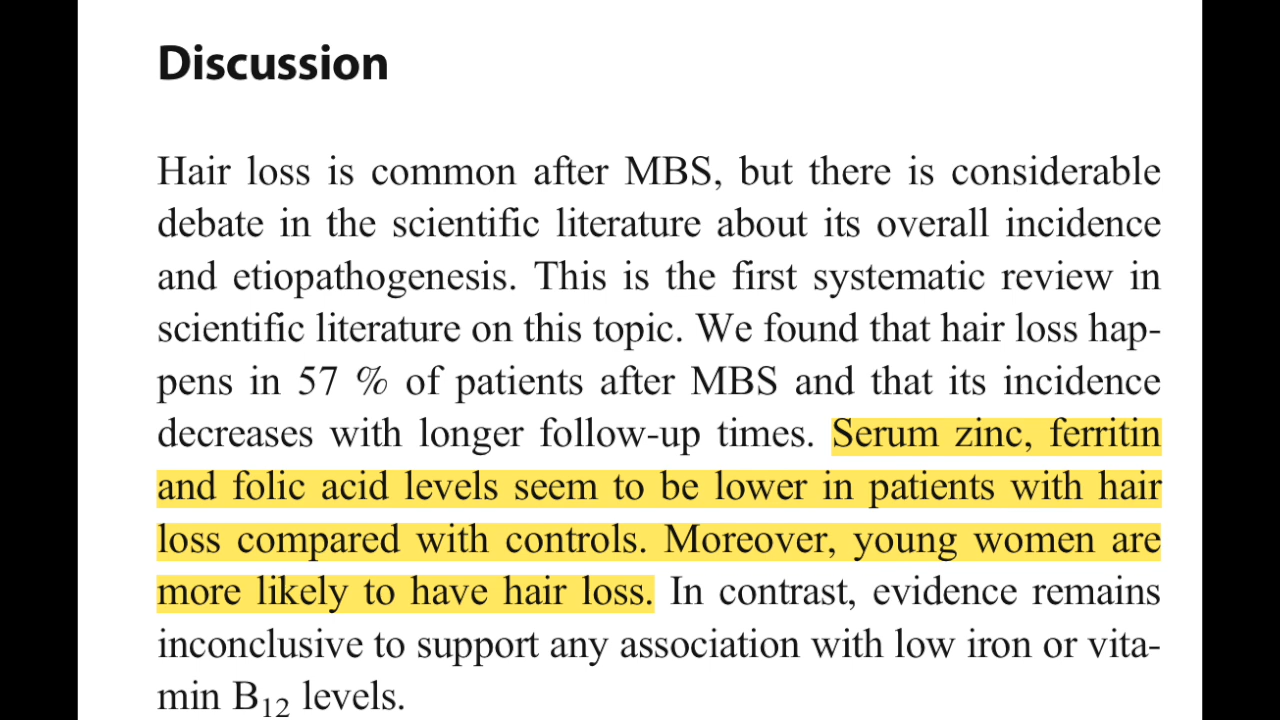 Discussion
Hair loss is common after MBS, but there is considerable
debate in the scientific literature about its overall incidence
and etiopathogenesis. This is the first systematic review in
scientific literature on this topic. We found that hair loss hap-
pens in 57 % of patients after MBS and that its incidence
decreases with longer follow-up times. Serum zinc, ferritin
and folic acid levels seem to be lower in patients with hair
loss compared with controls. Moreover, young women are
more likely to have hair loss. In contrast, evidence remains
inconclusive to support any association with low iron or vita-
min B₁₂ levels.